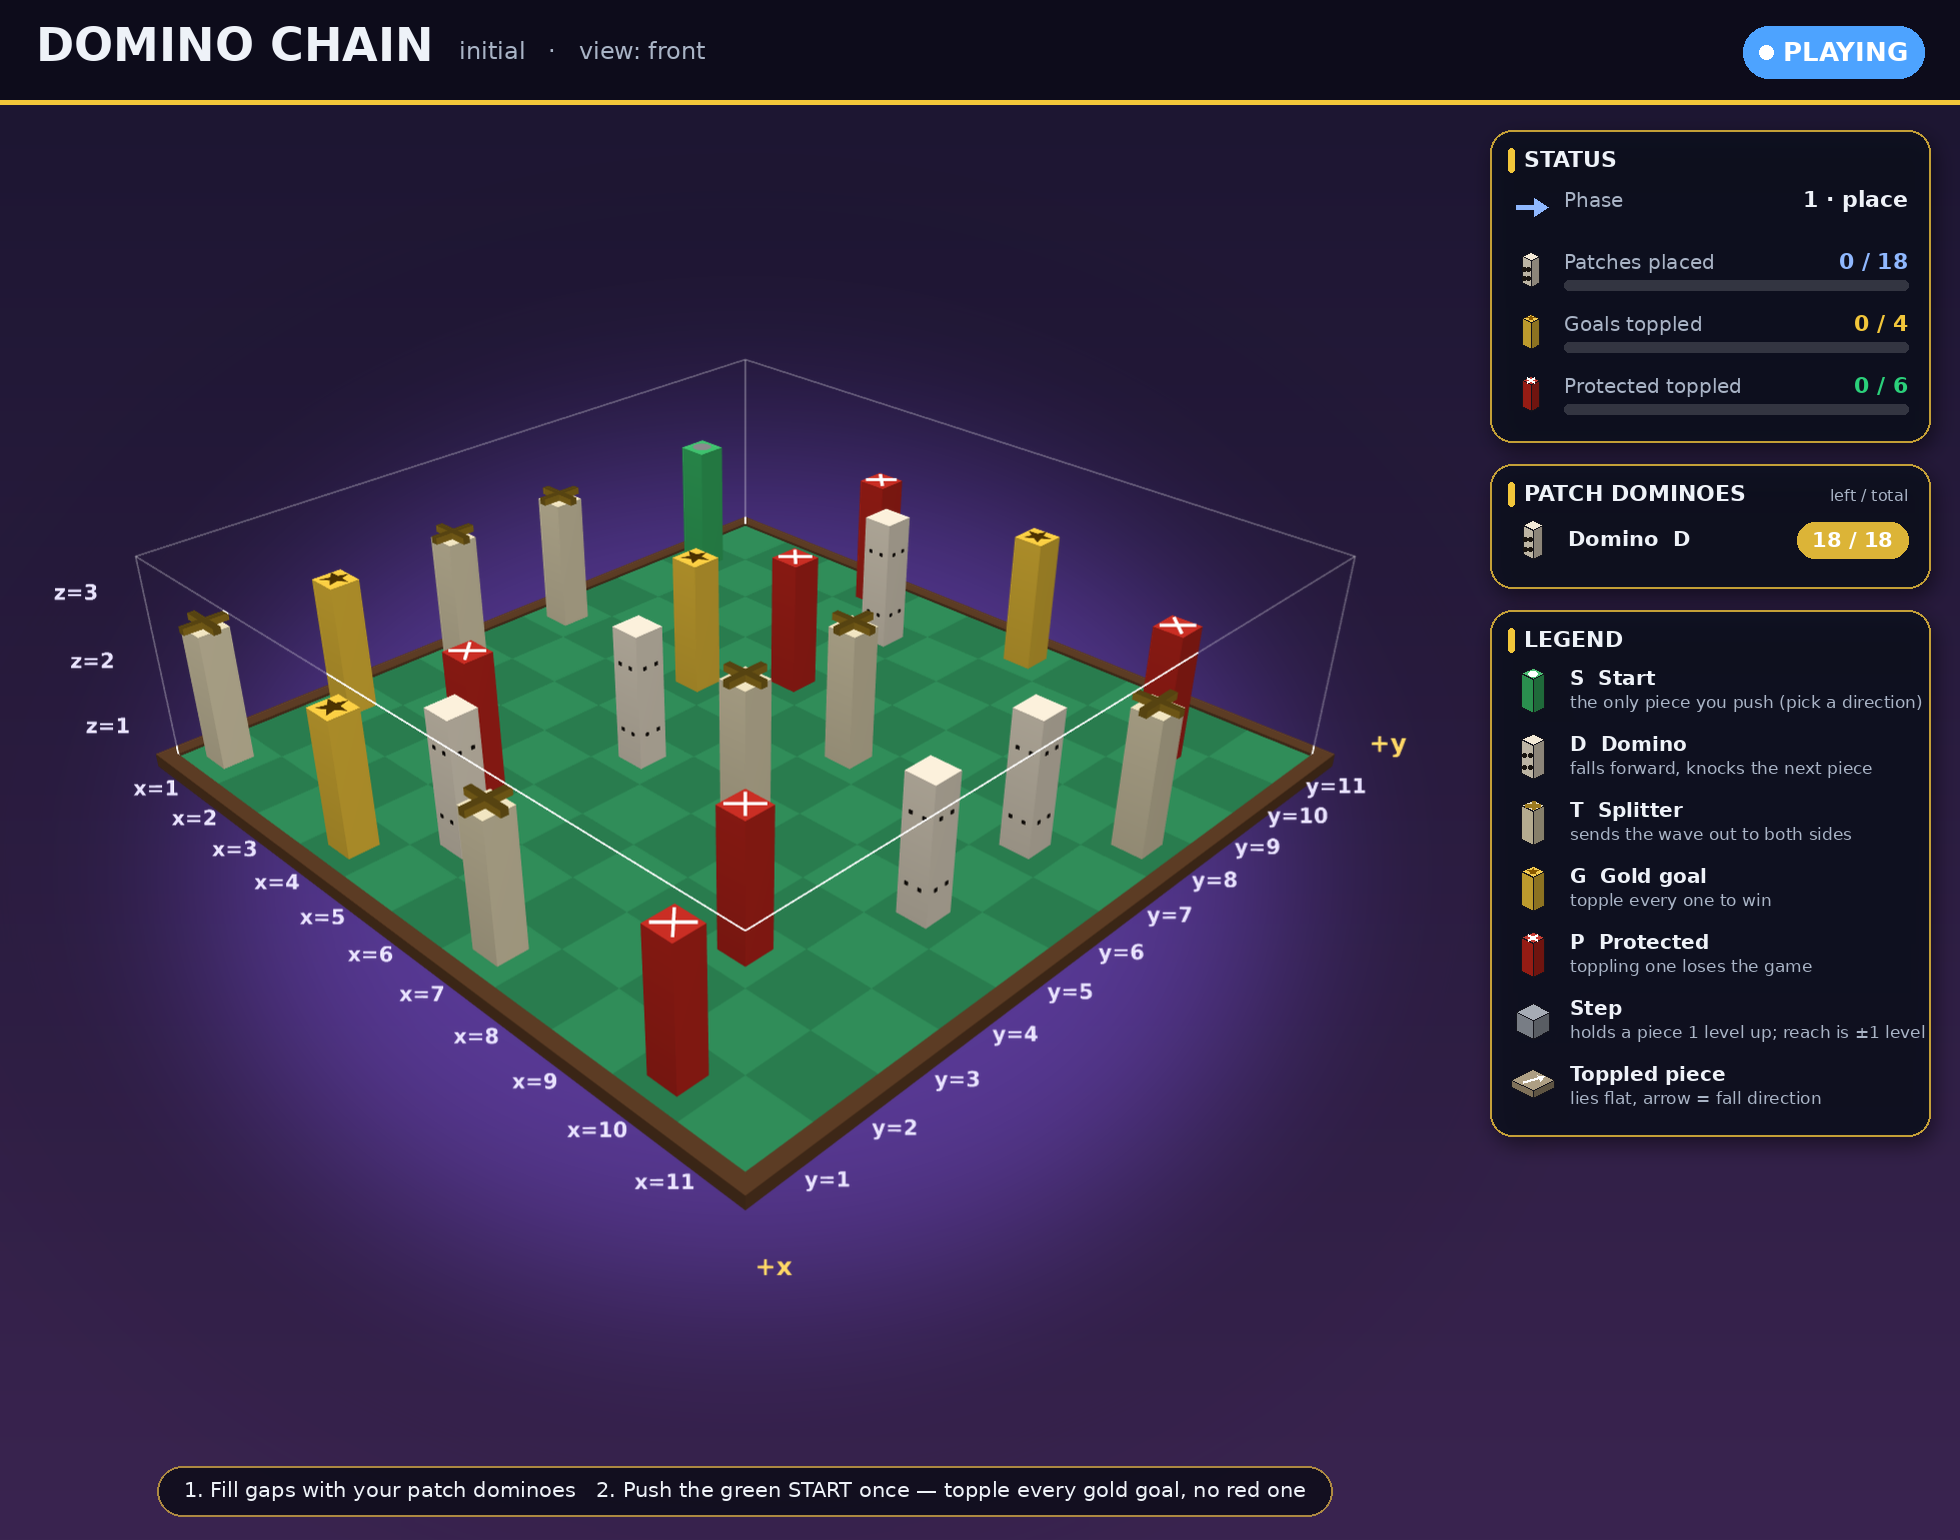 DOMINO CHAIN initial · view: front
PLAYING
STATUS
Phase 1 · place
Patches placed 0 / 18
Goals toppled 0 / 4
Protected toppled 0 / 6
PATCH DOMINOES left / total
Domino D 18 / 18
LEGEND
S Start
the only piece you push (pick a direction)
D Domino
falls forward, knocks the next piece
T Splitter
sends the wave out to both sides
G Gold goal
topple every one to win
P Protected
toppling one loses the game
Step
holds a piece 1 level up; reach is ±1 level
Toppled piece
lies flat, arrow = fall direction
z=3
z=2
z=1
x=1
x=2
x=3
x=4
x=5
x=6
x=7
x=8
x=9
x=10
x=11
+x
+y
y=11
y=10
y=9
y=8
y=7
y=6
y=5
y=4
y=3
y=2
y=1
1. Fill gaps with your patch dominoes 2. Push the green START once — topple every gold goal, no red one